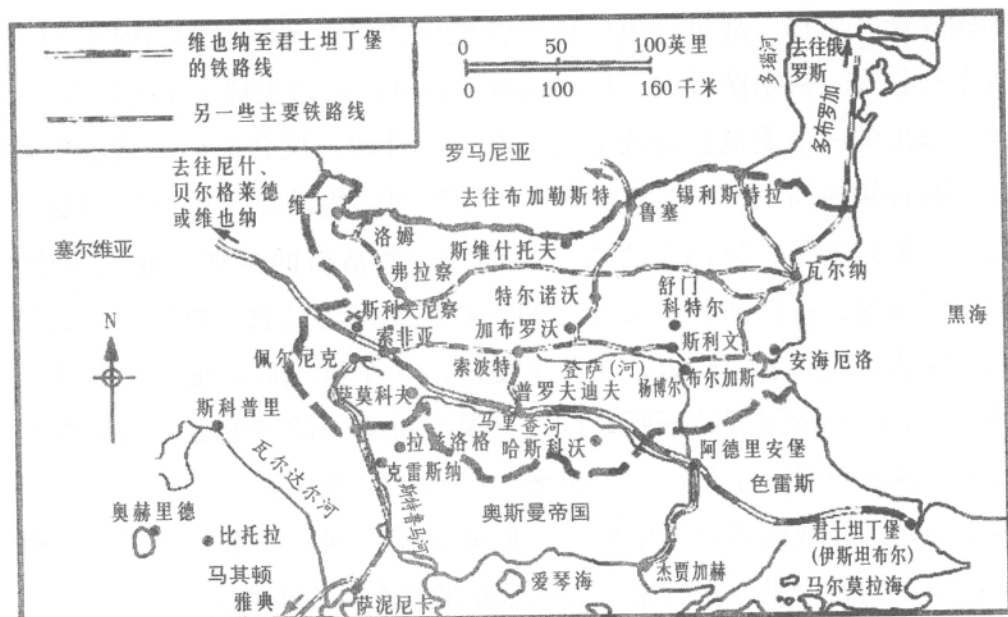 维也纳至君士坦丁堡
的铁路线
另一些主要铁路线
0 50 100英里
0 100 160千米
多瑙河
去往俄
罗斯
多布罗加
罗马尼亚
去往尼什、
贝尔格莱德
或维也纳
去往布加勒斯特
锡利斯特拉
维丁
鲁塞
洛姆
斯维什托夫
塞尔维亚
瓦尔纳
弗拉察
特尔诺沃
舒门
科特尔
黑海
斯利夫尼察
N
索非亚
加布罗沃
斯利文
安海厄洛
佩尔尼克
索波特
登萨(河)
布尔加斯
杨博尔
萨莫科夫
普罗夫迪夫
斯科普里
马里查河
拉兹洛格
哈斯科沃
阿德里安堡
瓦尔达尔河
克雷斯纳
色雷斯
斯特鲁马河
奥赫里德
奥斯曼帝国
比托拉
君士坦丁堡
(伊斯坦布尔)
马其顿
爱琴海
杰贾加赫
马尔莫拉海
雅典
萨泥尼卡